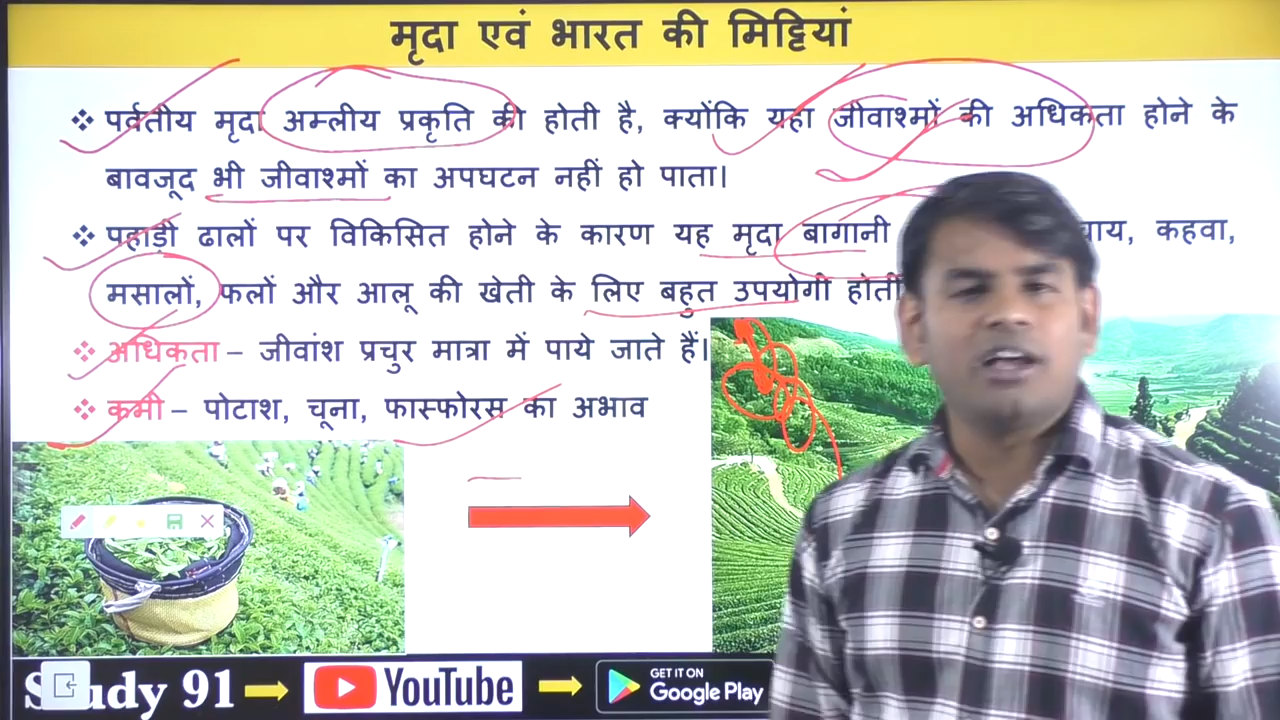 मृदा एवं भारत की मिट्टियां
❖ पर्वतीय मृदा अम्लीय प्रकृति की होती है, क्योंकि यहा जीवाश्मों की अधिकता होने के
बावजूद भी जीवाश्मों का अपघटन नहीं हो पाता।
❖ पहाड़ी ढालों पर विकिसित होने के कारण यह मृदा बागानी कहवा,
मसालों, फलों और आलू की खेती के लिए बहुत उपयोगी होती
❖ अधिकता – जीवांश प्रचुर मात्रा में पाये जाते हैं।
❖ कमी – पोटाश, चूना, फास्फोरस का अभाव
Study 91 YouTube GET IT ON Google Play